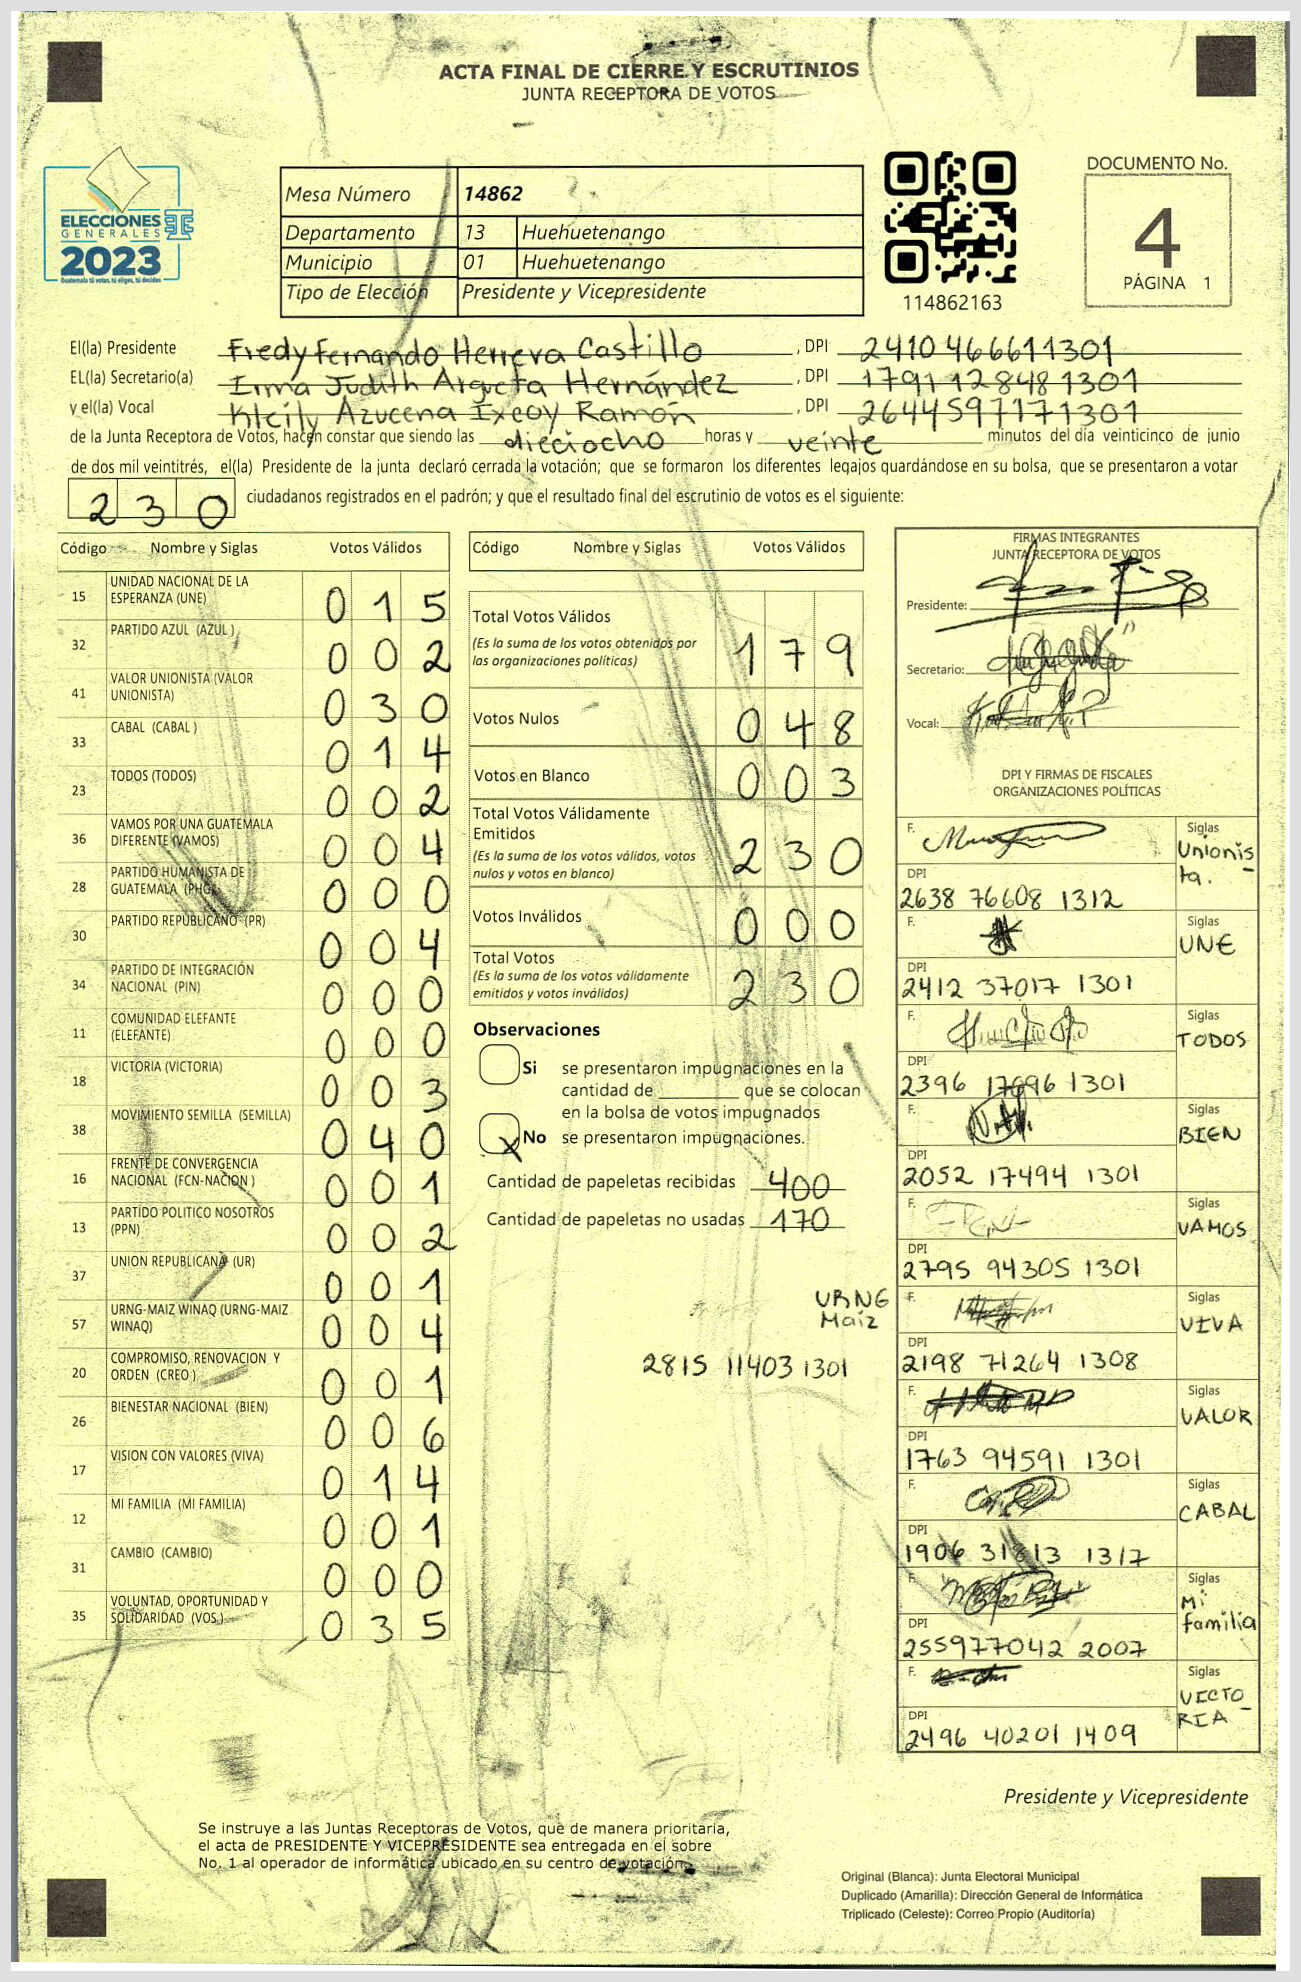 ACTA FINAL DE CIERRE Y ESCRUTINIOS
JUNTA RECEPTORA DE VOTOS
ELECCIONES
GENERALES
2023
Guatemala tú votas, tú eliges, tú decides
Mesa Número 14862
Departamento 13 Huehuetenango
Municipio 01 Huehuetenango
Tipo de Elección Presidente y Vicepresidente
114862163
DOCUMENTO No.
4
PÁGINA 1
El(la) Presidente Fredy Fernando Herrera Castillo , DPI 2410466611301
EL(la) Secretario(a) Irma Judith Argueta Hernández , DPI 1791128481301
y el(la) Vocal Kleily Azucena Ixcoy Ramón , DPI 2644597171301
de la Junta Receptora de Votos, hacen constar que siendo las dieciocho horas y veinte minutos del día veinticinco de junio
de dos mil veintitrés, el(la) Presidente de la junta declaró cerrada la votación; que se formaron los diferentes legajos quardándose en su bolsa, que se presentaron a votar
230 ciudadanos registrados en el padrón; y que el resultado final del escrutinio de votos es el siguiente:
Código Nombre y Siglas Votos Válidos
15 UNIDAD NACIONAL DE LA ESPERANZA (UNE) 015
32 PARTIDO AZUL (AZUL ) 002
41 VALOR UNIONISTA (VALOR UNIONISTA) 030
33 CABAL (CABAL ) 014
23 TODOS (TODOS) 002
36 VAMOS POR UNA GUATEMALA DIFERENTE (VAMOS) 004
28 PARTIDO HUMANISTA DE GUATEMALA (PHG) 000
30 PARTIDO REPUBLICANO (PR) 004
34 PARTIDO DE INTEGRACIÓN NACIONAL (PIN) 000
11 COMUNIDAD ELEFANTE (ELEFANTE) 000
18 VICTORIA (VICTORIA) 003
38 MOVIMIENTO SEMILLA (SEMILLA) 040
16 FRENTE DE CONVERGENCIA NACIONAL (FCN-NACION ) 001
13 PARTIDO POLITICO NOSOTROS (PPN) 002
37 UNION REPUBLICANA (UR) 001
57 URNG-MAIZ WINAQ (URNG-MAIZ WINAQ) 004
20 COMPROMISO, RENOVACION Y ORDEN (CREO ) 001
26 BIENESTAR NACIONAL (BIEN) 006
17 VISION CON VALORES (VIVA) 014
12 MI FAMILIA (MI FAMILIA) 001
31 CAMBIO (CAMBIO) 000
35 VOLUNTAD, OPORTUNIDAD Y SOLIDARIDAD (VOS ) 035
Código Nombre y Siglas Votos Válidos
Total Votos Válidos 179
(Es la suma de los votos obtenidos por
las organizaciones políticas)
Votos Nulos 048
Votos en Blanco 003
Total Votos Válidamente
Emitidos 230
(Es la suma de los votos válidos, votos
nulos y votos en blanco)
Votos Inválidos 000
Total Votos 230
(Es la suma de los votos válidamente
emitidos y votos inválidos)
Observaciones
Si se presentaron impugnaciones en la
cantidad de ________ que se colocan
en la bolsa de votos impugnados
X No se presentaron impugnaciones.
Cantidad de papeletas recibidas 400
Cantidad de papeletas no usadas 170
URNG
Maíz
2815 11403 1301
FIRMAS INTEGRANTES
JUNTA RECEPTORA DE VOTOS
Presidente:
Secretario:
Vocal:
DPI Y FIRMAS DE FISCALES
ORGANIZACIONES POLÍTICAS
F. Siglas
Unionis-
ta.
DPI
2638 76608 1312
F. Siglas
UNE
DPI
2412 37017 1301
F. Siglas
TODOS
DPI
2396 17696 1301
F. Siglas
BIEN
DPI
2052 17494 1301
F. Siglas
VAMOS
DPI
2795 94305 1301
F. Siglas
VIVA
DPI
2198 71264 1308
F. Siglas
VALOR
DPI
1763 94591 1301
F. Siglas
CABAL
DPI
1906 31813 1317
F. Siglas
Mi
familia
DPI
255977042 2007
F. Siglas
VICTO-
RIA
DPI
2496 40201 1409
Presidente y Vicepresidente
Se instruye a las Juntas Receptoras de Votos, que de manera prioritaria,
el acta de PRESIDENTE Y VICEPRESIDENTE sea entregada en el sobre
No. 1 al operador de informática ubicado en su centro de votación.
Original (Blanca): Junta Electoral Municipal
Duplicado (Amarilla): Dirección General de Informática
Triplicado (Celeste): Correo Propio (Auditoría)